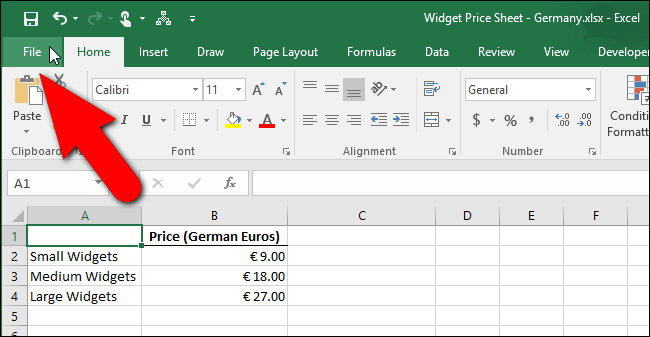 Widget Price Sheet - Germany.xlsx - Excel
File Home Insert Draw Page Layout Formulas Data Review View Developer
Paste
Calibri 11
General
I U A
$ % ,
Conditi
Formatt
Clipboard Font Alignment Number
A1 fx
A B C D E F
1 Price (German Euros)
2 Small Widgets € 9.00
3 Medium Widgets € 18.00
4 Large Widgets € 27.00
5